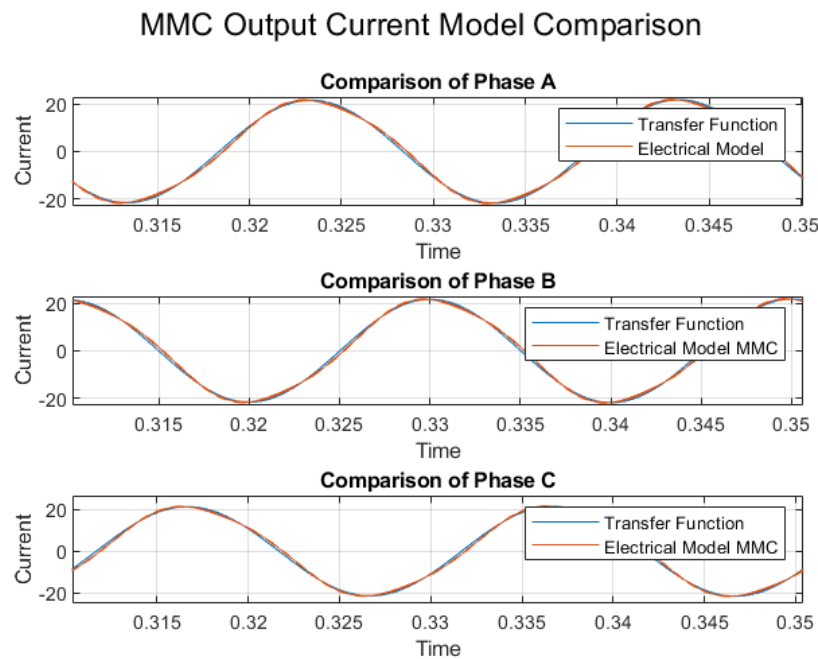 MMC Output Current Model Comparison
Comparison of Phase A
20
0
-20
Current
Transfer Function
Electrical Model
0.315 0.32 0.325 0.33 0.335 0.34 0.345 0.35
Time
Comparison of Phase B
20
0
-20
Current
Transfer Function
Electrical Model MMC
0.315 0.32 0.325 0.33 0.335 0.34 0.345 0.35
Time
Comparison of Phase C
20
0
-20
Current
Transfer Function
Electrical Model MMC
0.315 0.32 0.325 0.33 0.335 0.34 0.345 0.35
Time